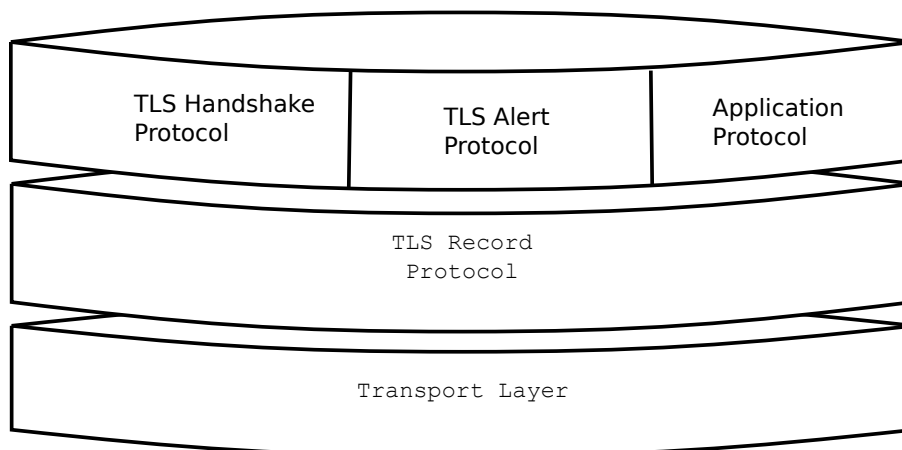 TLS Handshake
Protocol
TLS Alert
Protocol
Application
Protocol
TLS Record
Protocol
Transport Layer